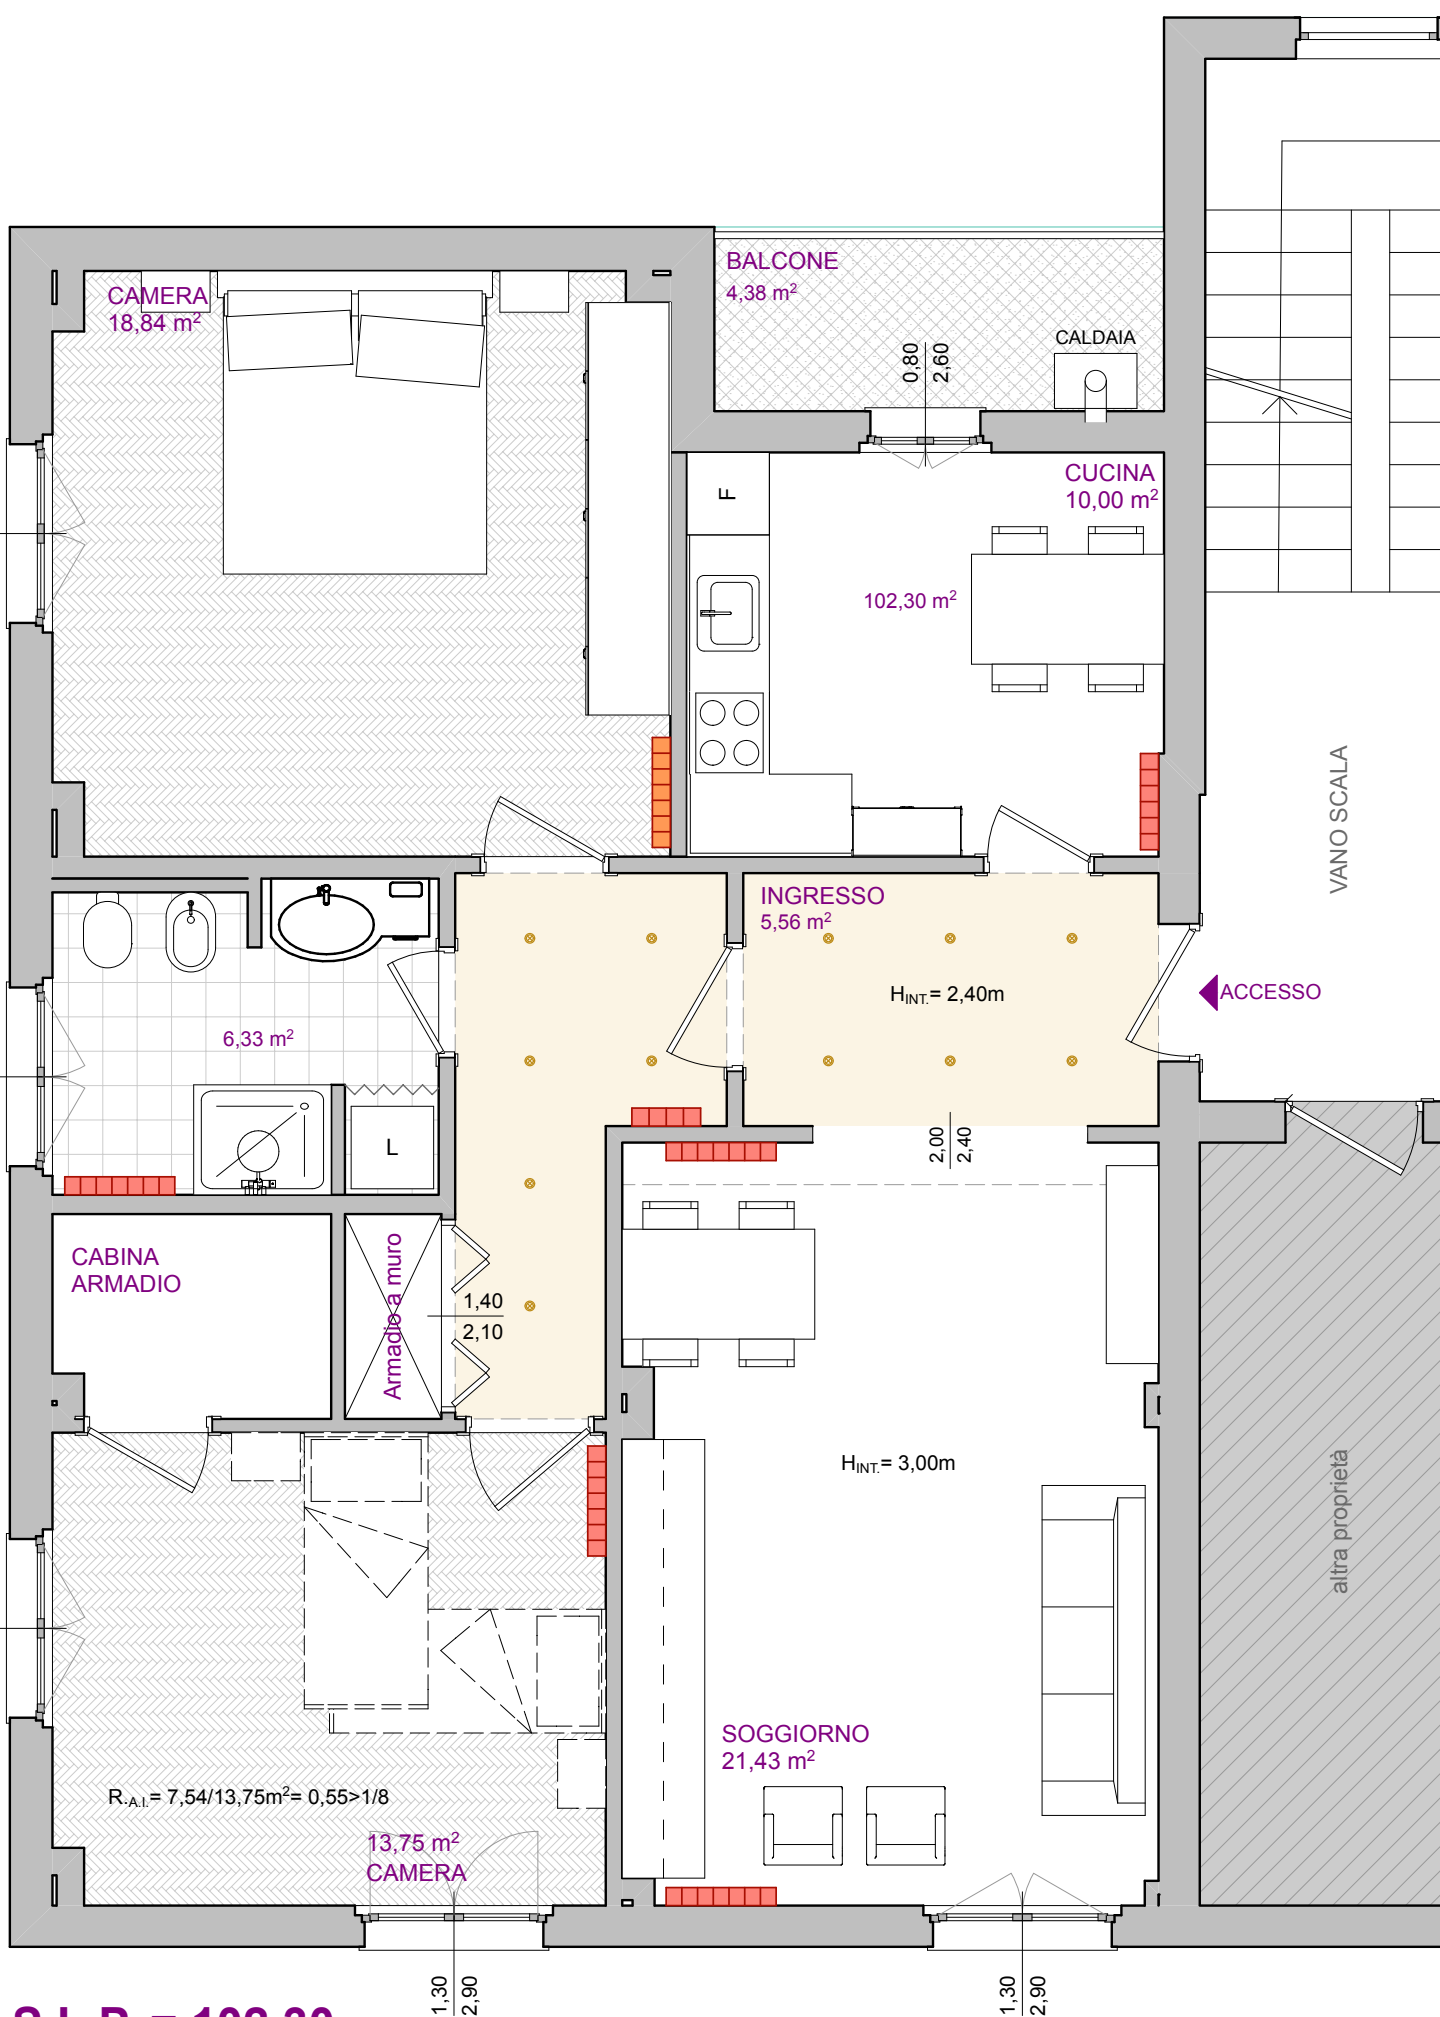 BALCONE
4,38 m²
CAMERA
18,84 m²
CALDAIA
0,80
2,60
CUCINA
10,00 m²
F
102,30 m²
VANO SCALA
INGRESSO
5,56 m²
HINT.= 2,40m
ACCESSO
6,33 m²
L
2,00
2,40
CABINA
ARMADIO
Armadio a muro
1,40
2,10
HINT.= 3,00m
altra proprietà
SOGGIORNO
21,43 m²
R.A.I.= 7,54/13,75m²= 0,55>1/8
13,75 m²
CAMERA
1,30
2,90
1,30
2,90
S.L.P. = 102,30